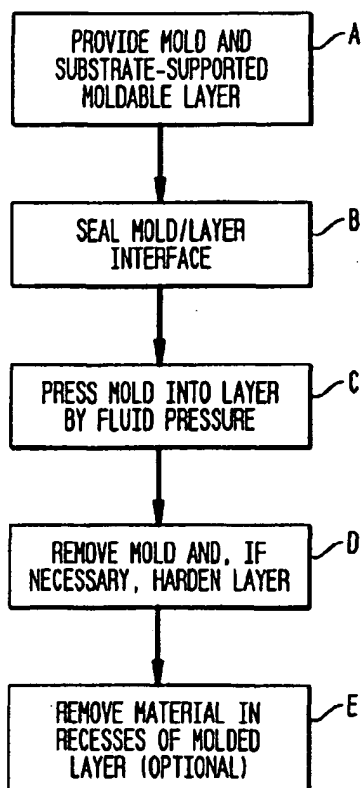 PROVIDE MOLD AND
SUBSTRATE-SUPPORTED
MOLDABLE LAYER
A
SEAL MOLD/LAYER
INTERFACE
B
PRESS MOLD INTO LAYER
BY FLUID PRESSURE
C
REMOVE MOLD AND, IF
NECESSARY, HARDEN LAYER
D
REMOVE MATERIAL IN
RECESSES OF MOLDED
LAYER (OPTIONAL)
E